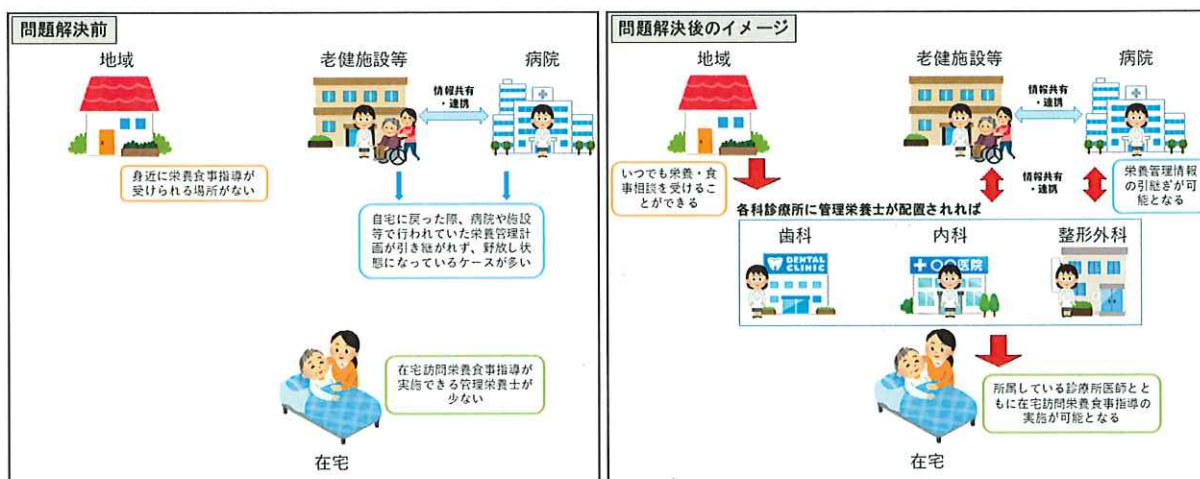 問題解決前
地域
老健施設等
病院
情報共有
・連携
身近に栄養食事指導が
受けられる場所がない
自宅に戻った際、病院や施設
等で行われていた栄養管理計
画が引き継がれず、野放し状
態になっているケースが多い
在宅訪問栄養食事指導が
実施できる管理栄養士が
少ない
在宅
問題解決後のイメージ
地域
老健施設等
病院
情報共有
・連携
いつでも栄養・食
事相談を受けるこ
とができる
情報共有
・連携
栄養管理情報
の引継ぎが可
能となる
各科診療所に管理栄養士が配置されれば
歯科
内科
整形外科
DENTAL
CLINIC
〇〇医院
所属している診療所医師とと
もに在宅訪問栄養食事指導の
実施が可能となる
在宅